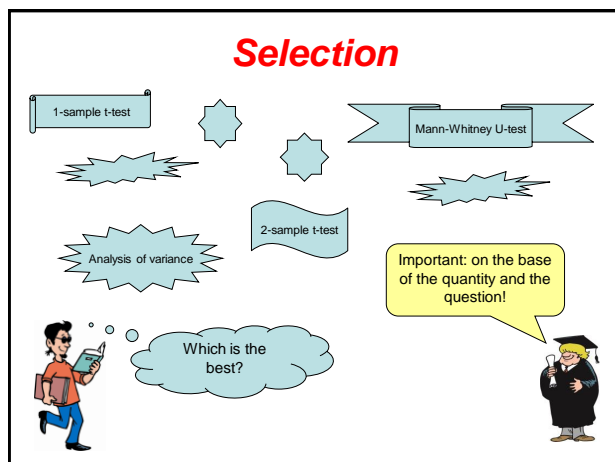 Selection
1-sample t-test
Mann-Whitney U-test
2-sample t-test
Analysis of variance
Important: on the base
of the quantity and the
question!
Which is the
best?